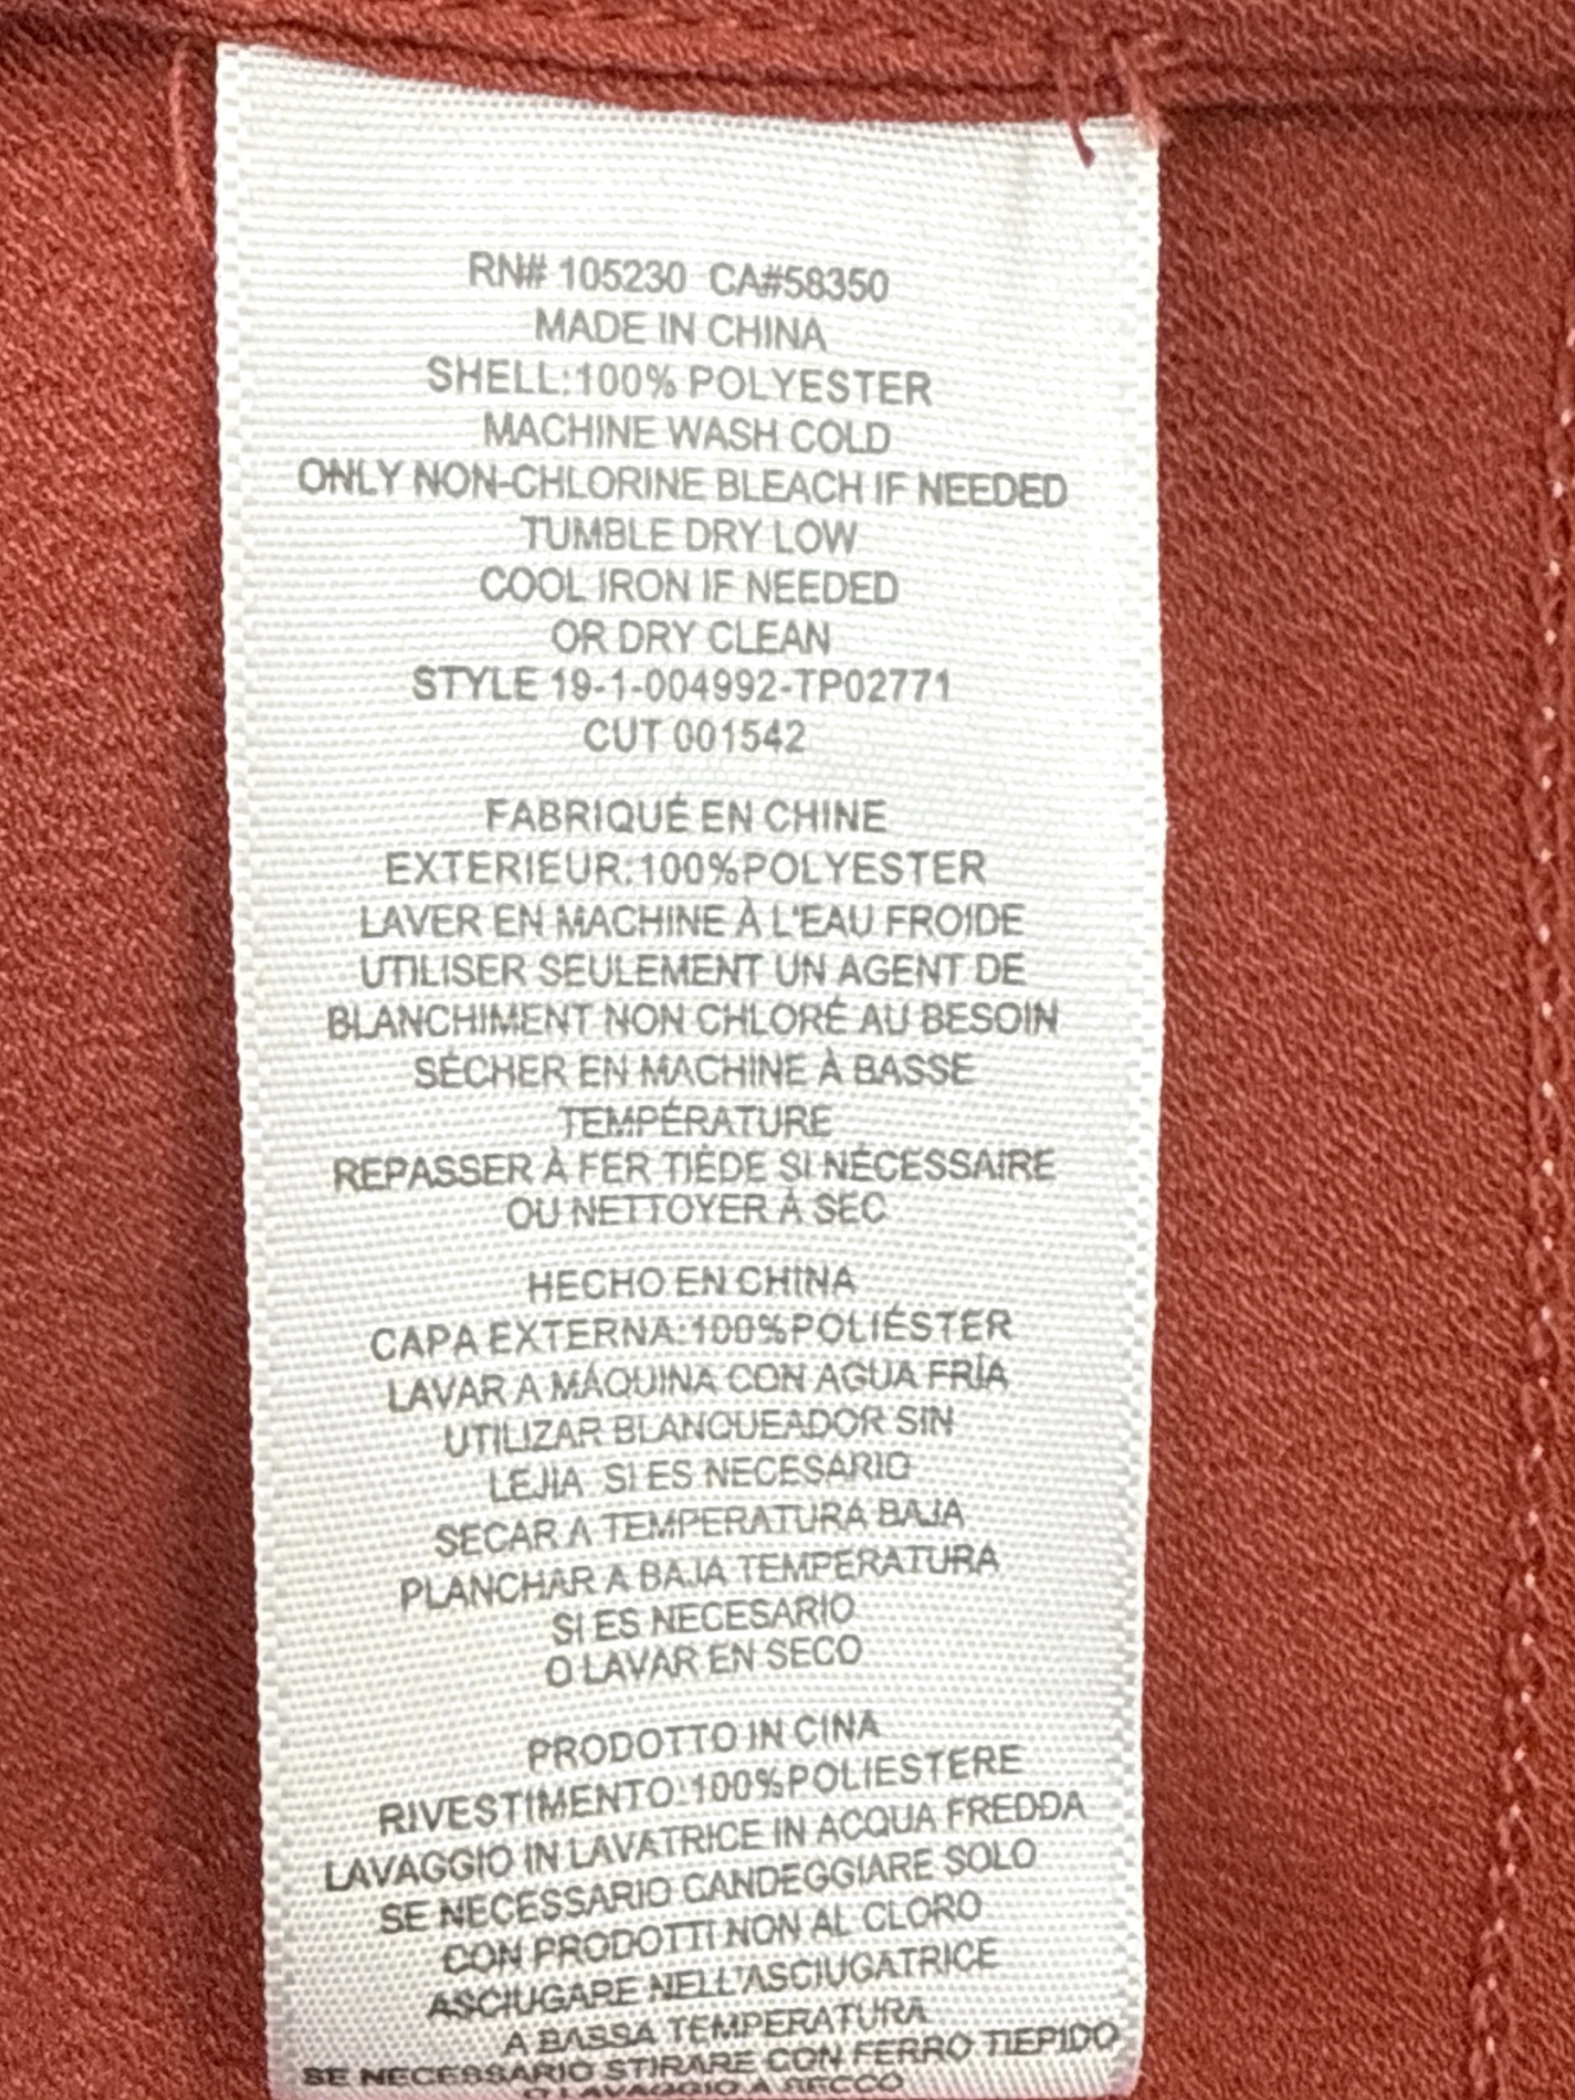 RN# 105230 CA#58350
MADE IN CHINA
SHELL:100% POLYESTER
MACHINE WASH COLD
ONLY NON-CHLORINE BLEACH IF NEEDED
TUMBLE DRY LOW
COOL IRON IF NEEDED
OR DRY CLEAN
STYLE 19-1-004992-TP02771
CUT 001542
FABRIQUÉ EN CHINE
EXTERIEUR:100%POLYESTER
LAVER EN MACHINE À L'EAU FROIDE
UTILISER SEULEMENT UN AGENT DE
BLANCHIMENT NON CHLORÉ AU BESOIN
SÉCHER EN MACHINE À BASSE
TEMPÉRATURE
REPASSER À FER TIÈDE SI NÉCESSAIRE
OU NETTOYER À SEC
HECHO EN CHINA
CAPA EXTERNA:100%POLIÉSTER
LAVAR A MÁQUINA CON AGUA FRÍA
UTILIZAR BLANQUEADOR SIN
LEJIA SI ES NECESARIO
SECAR A TEMPERATURA BAJA
PLANCHAR A BAJA TEMPERATURA
SI ES NECESARIO
O LAVAR EN SECO
PRODOTTO IN CINA
RIVESTIMENTO:100%POLIESTERE
LAVAGGIO IN LAVATRICE IN ACQUA FREDDA
SE NECESSARIO CANDEGGIARE SOLO
CON PRODOTTI NON AL CLORO
ASCIUGARE NELL'ASCIUGATRICE
A BASSA TEMPERATURA
SE NECESSARIO STIRARE CON FERRO TIEPIDO
O LAVAGGIO A SECCO